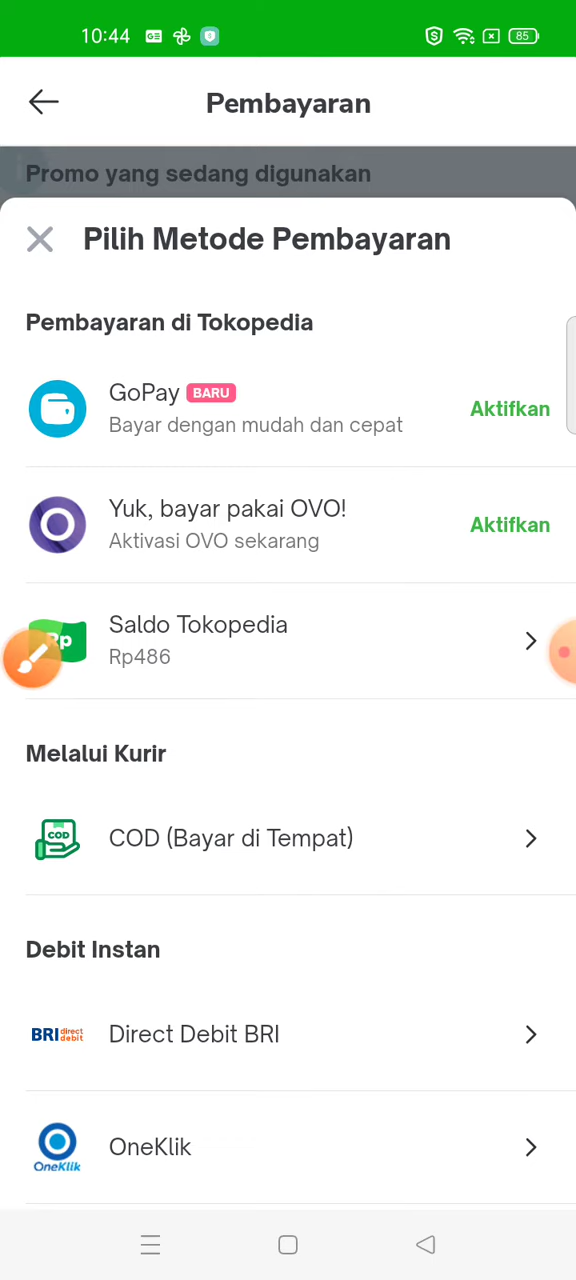 10:44
85
Pembayaran
Promo yang sedang digunakan
Pilih Metode Pembayaran
Pembayaran di Tokopedia
GoPay BARU
Bayar dengan mudah dan cepat
Aktifkan
Yuk, bayar pakai OVO!
Aktivasi OVO sekarang
Aktifkan
Rp
Saldo Tokopedia
Rp486
Melalui Kurir
COD
COD (Bayar di Tempat)
Debit Instan
BRI direct debit
Direct Debit BRI
OneKlik
OneKlik